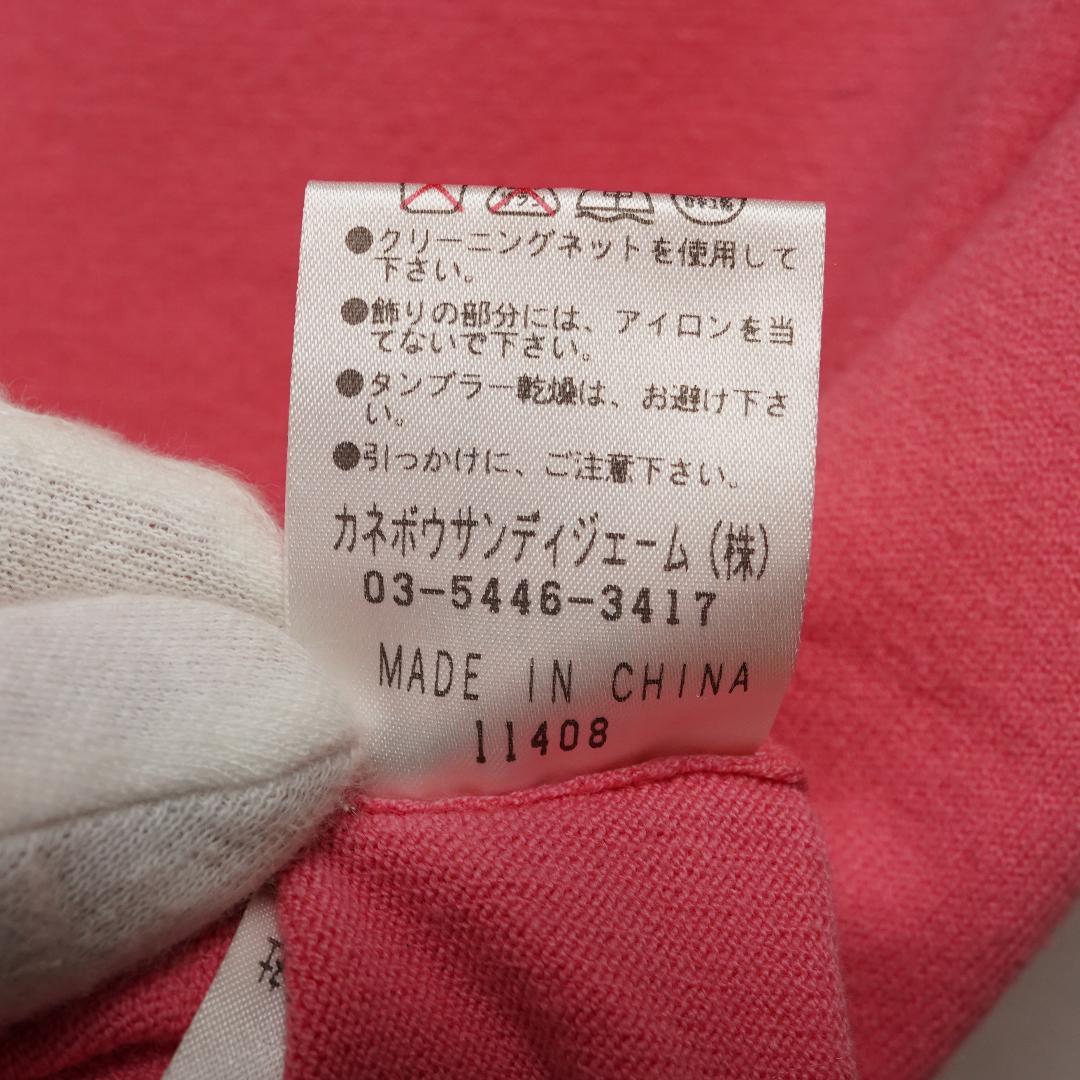 ●クリーニングネットを使用して
下さい。
●飾りの部分には、アイロンを当
てないで下さい。
●タンブラー乾燥は、お避け下さ
い。
●引っかけに、ご注意下さい。
カネボウサンデイジェーム(株)
03-5446-3417
MADE IN CHINA
11408